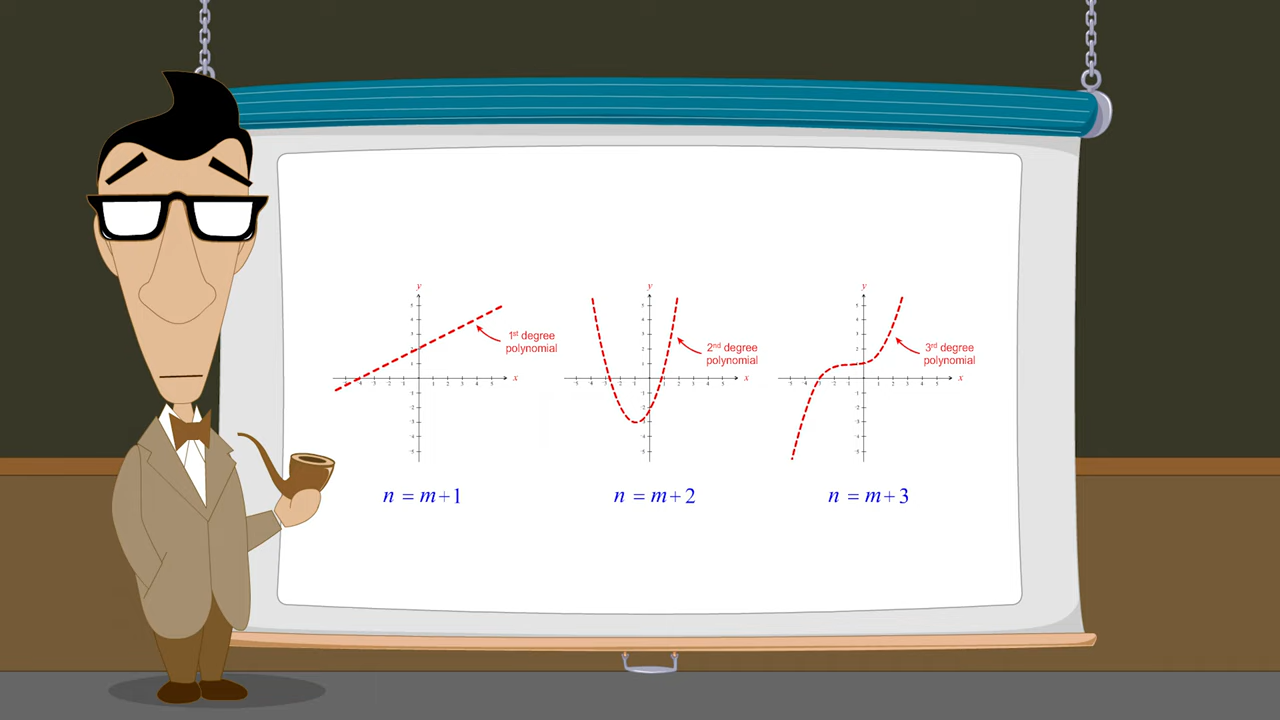 y
x
1st degree
polynomial
n = m + 1
y
x
2nd degree
polynomial
n = m + 2
y
x
3rd degree
polynomial
n = m + 3